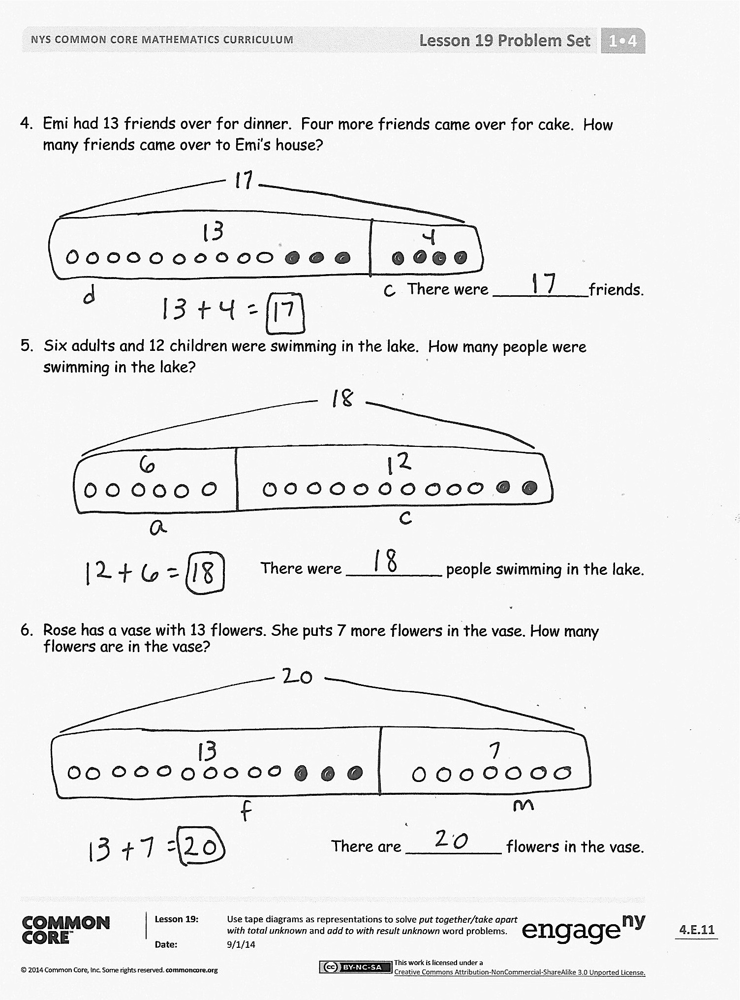 NYS COMMON CORE MATHEMATICS CURRICULUM Lesson 19 Problem Set 1•4
4. Emi had 13 friends over for dinner. Four more friends came over for cake. How
many friends came over to Emi's house?
17
13 4
d c There were 17 friends.
13 + 4 = 17
5. Six adults and 12 children were swimming in the lake. How many people were
swimming in the lake?
18
6 12
a c
12 + 6 = 18 There were 18 people swimming in the lake.
6. Rose has a vase with 13 flowers. She puts 7 more flowers in the vase. How many
flowers are in the vase?
20
13 7
f m
13 + 7 = 20 There are 20 flowers in the vase.
COMMON CORE™
Lesson 19: Use tape diagrams as representations to solve put together/take apart
with total unknown and add to with result unknown word problems.
Date: 9/1/14
engageny
4.E.11
© 2014 Common Core, Inc. Some rights reserved. commoncore.org
cc BY-NC-SA
This work is licensed under a
Creative Commons Attribution-NonCommercial-ShareAlike 3.0 Unported License.